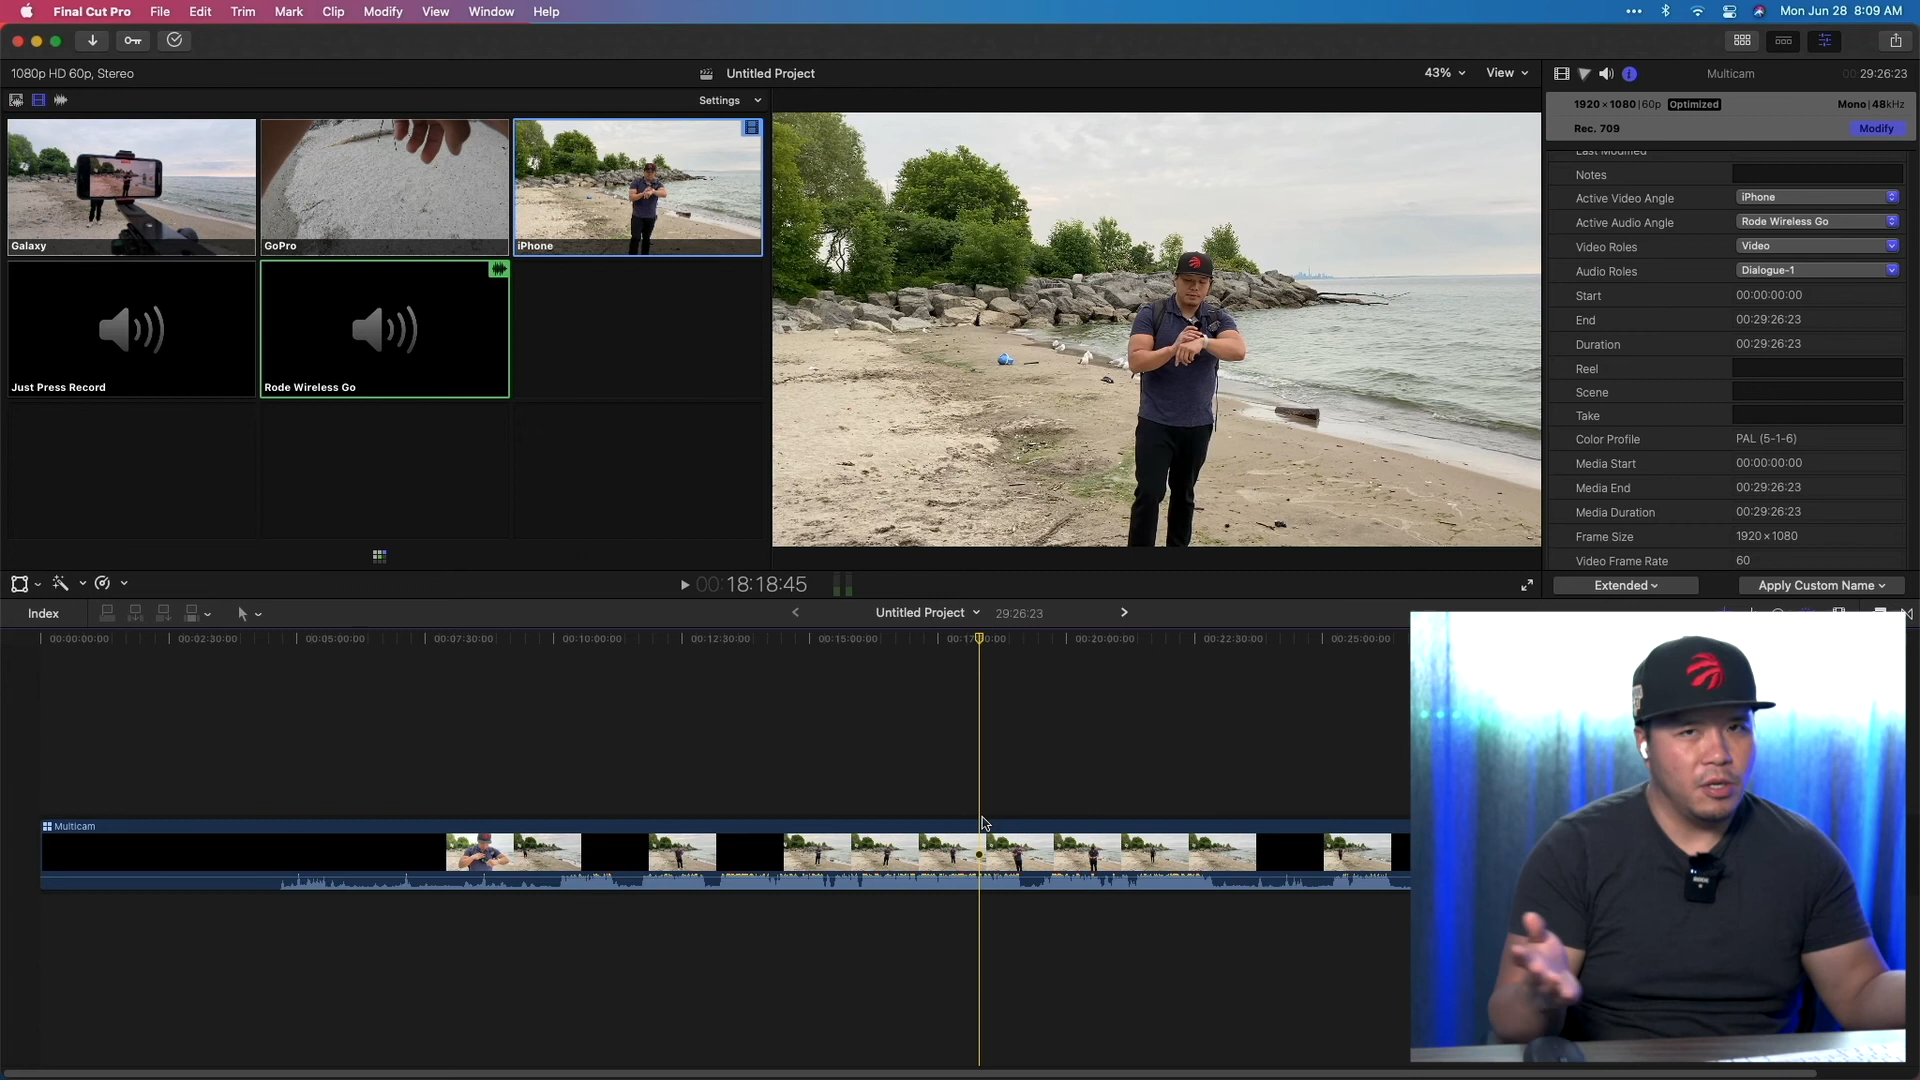 Final Cut Pro File Edit Trim Mark Clip Modify View Window Help Mon Jun 28 8:09 AM
1080p HD 60p, Stereo Untitled Project 43% View Multicam 00:29:26:23
Settings
1920 × 1080 | 60p Optimized Mono | 48kHz
Rec. 709 Modify
Galaxy GoPro iPhone
Just Press Record Rode Wireless Go
Last Modified
Notes
Active Video Angle iPhone
Active Audio Angle Rode Wireless Go
Video Roles Video
Audio Roles Dialogue-1
Start 00:00:00:00
End 00:29:26:23
Duration 00:29:26:23
Reel
Scene
Take
Color Profile PAL (5-1-6)
Media Start 00:00:00:00
Media End 00:29:26:23
Media Duration 00:29:26:23
Frame Size 1920 × 1080
Video Frame Rate 60
00:18:18:45 Extended Apply Custom Name
Index Untitled Project 29:26:23
00:00:00:00 00:02:30:00 00:05:00:00 00:07:30:00 00:10:00:00 00:12:30:00 00:15:00:00 00:17:30:00 00:20:00:00 00:22:30:00 00:25:00:00
Multicam